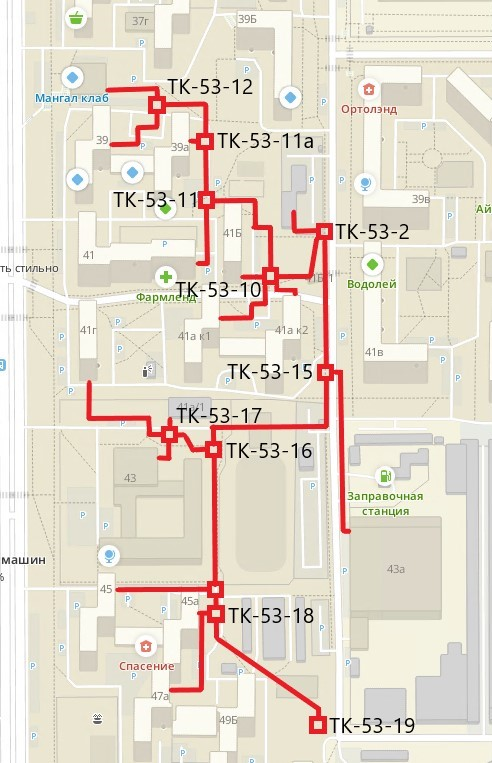 37г
39Б
ТК-53-12
Мангал клаб
Ортолэнд
39
39а
ТК-53-11а
ТК-53-11
39в
Ай
41Б
ТК-53-2
41
ть стильно
Водолей
Фармленд
ТК-53-10
41г
41а к1
41а к2
41в
ТК-53-15
41а/1
ТК-53-17
ТК-53-16
43
Заправочная
станция
машин
%
43а
45
45а
ТК-53-18
Спасение
47а
49Б
ТК-53-19